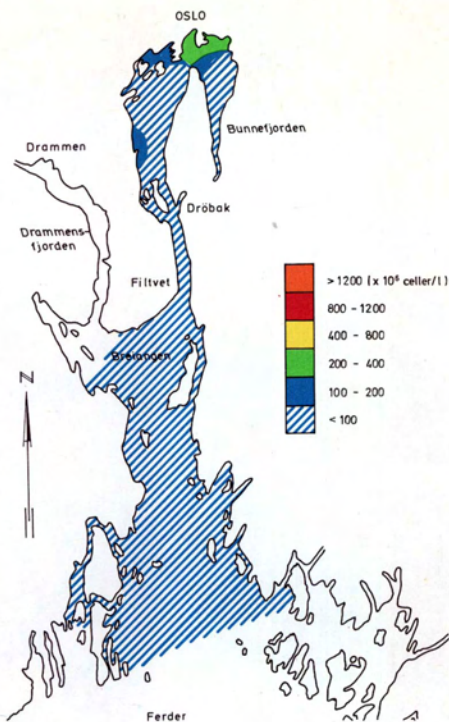 OSLO
Bunnefjorden
Drammen
Dröbak
Drammens-
fjorden
Filtvet
> 1200 (x 10⁵ celler/l)
800 - 1200
400 - 800
200 - 400
100 - 200
< 100
Breiangen
N
Ferder